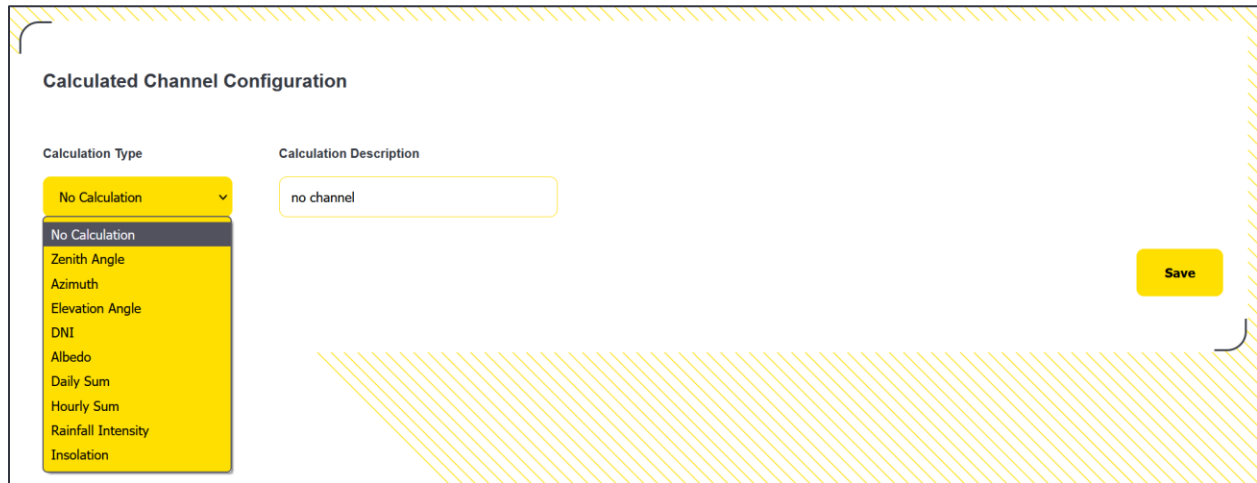 Calculated Channel Configuration
Calculation Type
Calculation Description
No Calculation
no channel
No Calculation
Zenith Angle
Azimuth
Elevation Angle
DNI
Albedo
Daily Sum
Hourly Sum
Rainfall Intensity
Insolation
Save